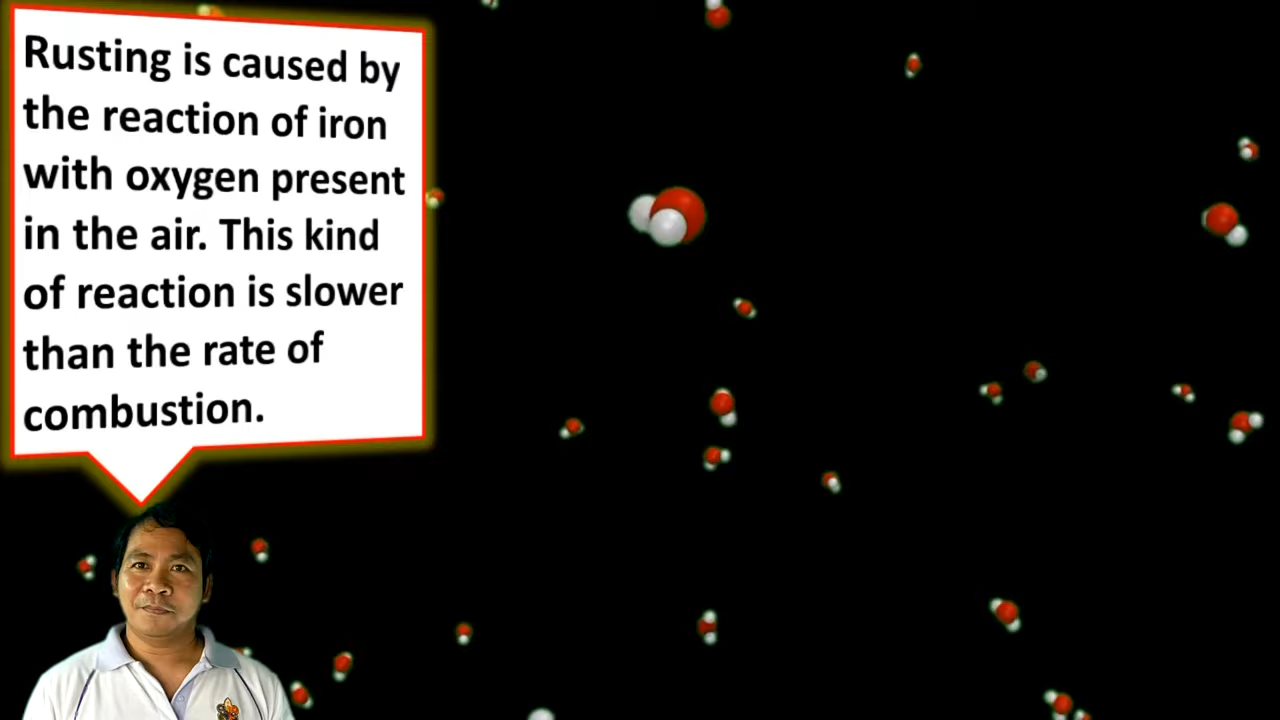 Rusting is caused by
the reaction of iron
with oxygen present
in the air. This kind
of reaction is slower
than the rate of
combustion.